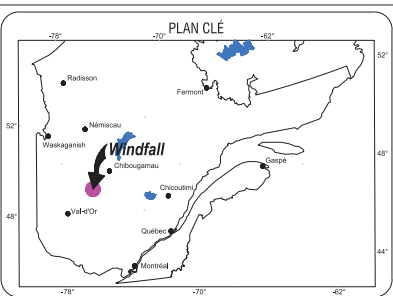 PLAN CLÉ
-78°
-70°
-62°
52°
Radisson
Fermont
52°
Némiscau
Waskaganish
Windfall
Chibougamau
48°
Gaspé
Chicoutimi
48°
Val-d'Or
Québec
44°
Montréal
-78°
-70°
-62°